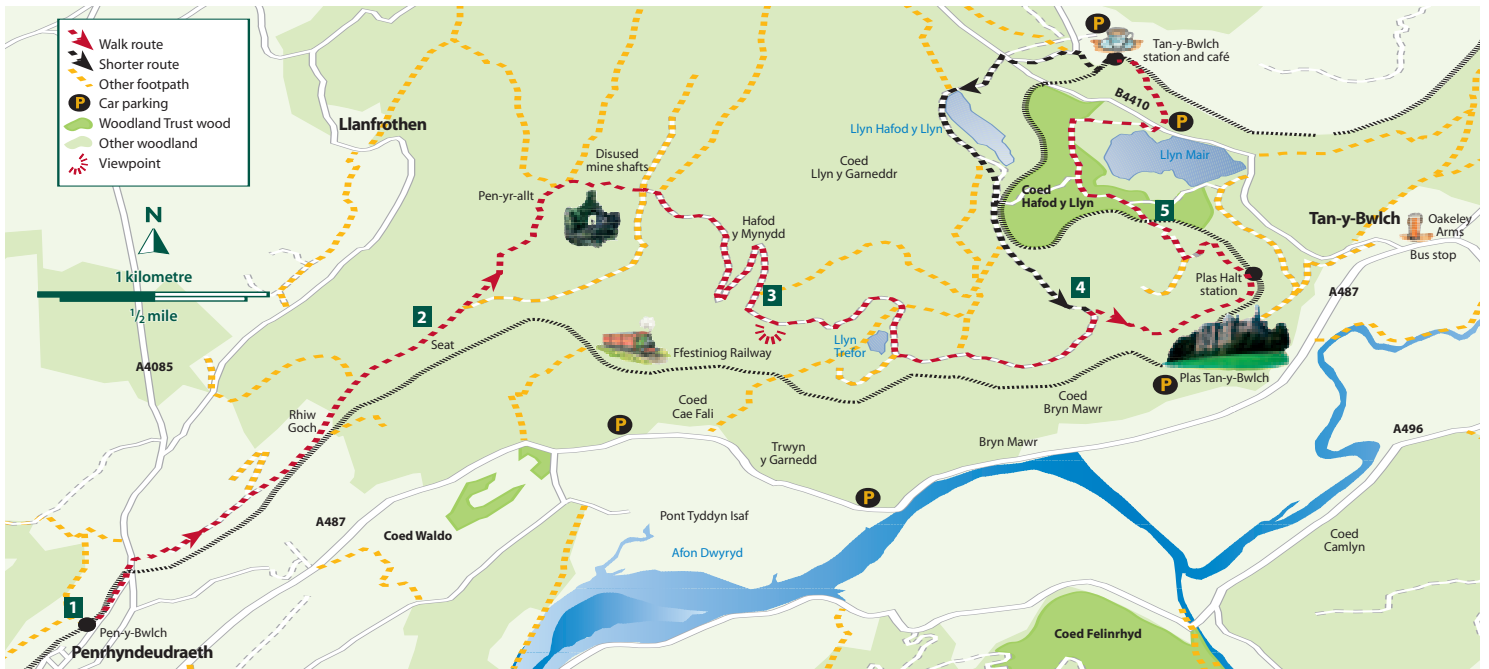 Walk route
Shorter route
Other footpath
P Car parking
Woodland Trust wood
Other woodland
Viewpoint
N
1 kilometre
1/2 mile
Llanfrothen
A4085
Disused
mine shafts
Pen-yr-allt
Hafod
y Mynydd
Coed
Llyn y Garneddr
Llyn Hafod y Llyn
P
Tan-y-Bwlch
station and café
B4410
P
Llyn Mair
Coed
Hafod y Llyn
5
Tan-y-Bwlch
Oakeley
Arms
Bus stop
Plas Halt
station
A487
4
3
2
Seat
Ffestiniog Railway
Llyn
Trefor
P
Plas Tan-y-Bwlch
Coed
Bryn Mawr
Coed
Cae Fali
P
Rhiw
Goch
Trwyn
y Garnedd
Bryn Mawr
A496
P
A487
Coed Waldo
Pont Tyddyn Isaf
Afon Dwyryd
Coed
Camlyn
1
Pen-y-Bwlch
Penrhyndeudraeth
Coed Felinrhyd